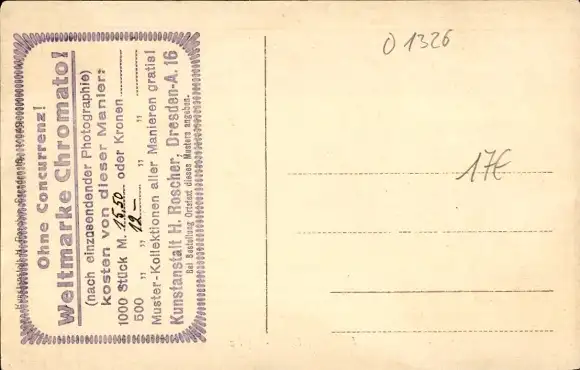 Ohne Concurrenz!
Weltmarke Chromato!
(nach einzusendender Photographie)
kosten von dieser Manier:
1000 Stück M. 15,50 oder Kronen
500 „ „ 12.— „ „
Muster-Kollektionen aller Manieren gratis!
Kunstanstalt H. Roscher, Dresden-A. 16
Bei Bestellung Ortstext dieses Musters angeben.
O 1326
17€